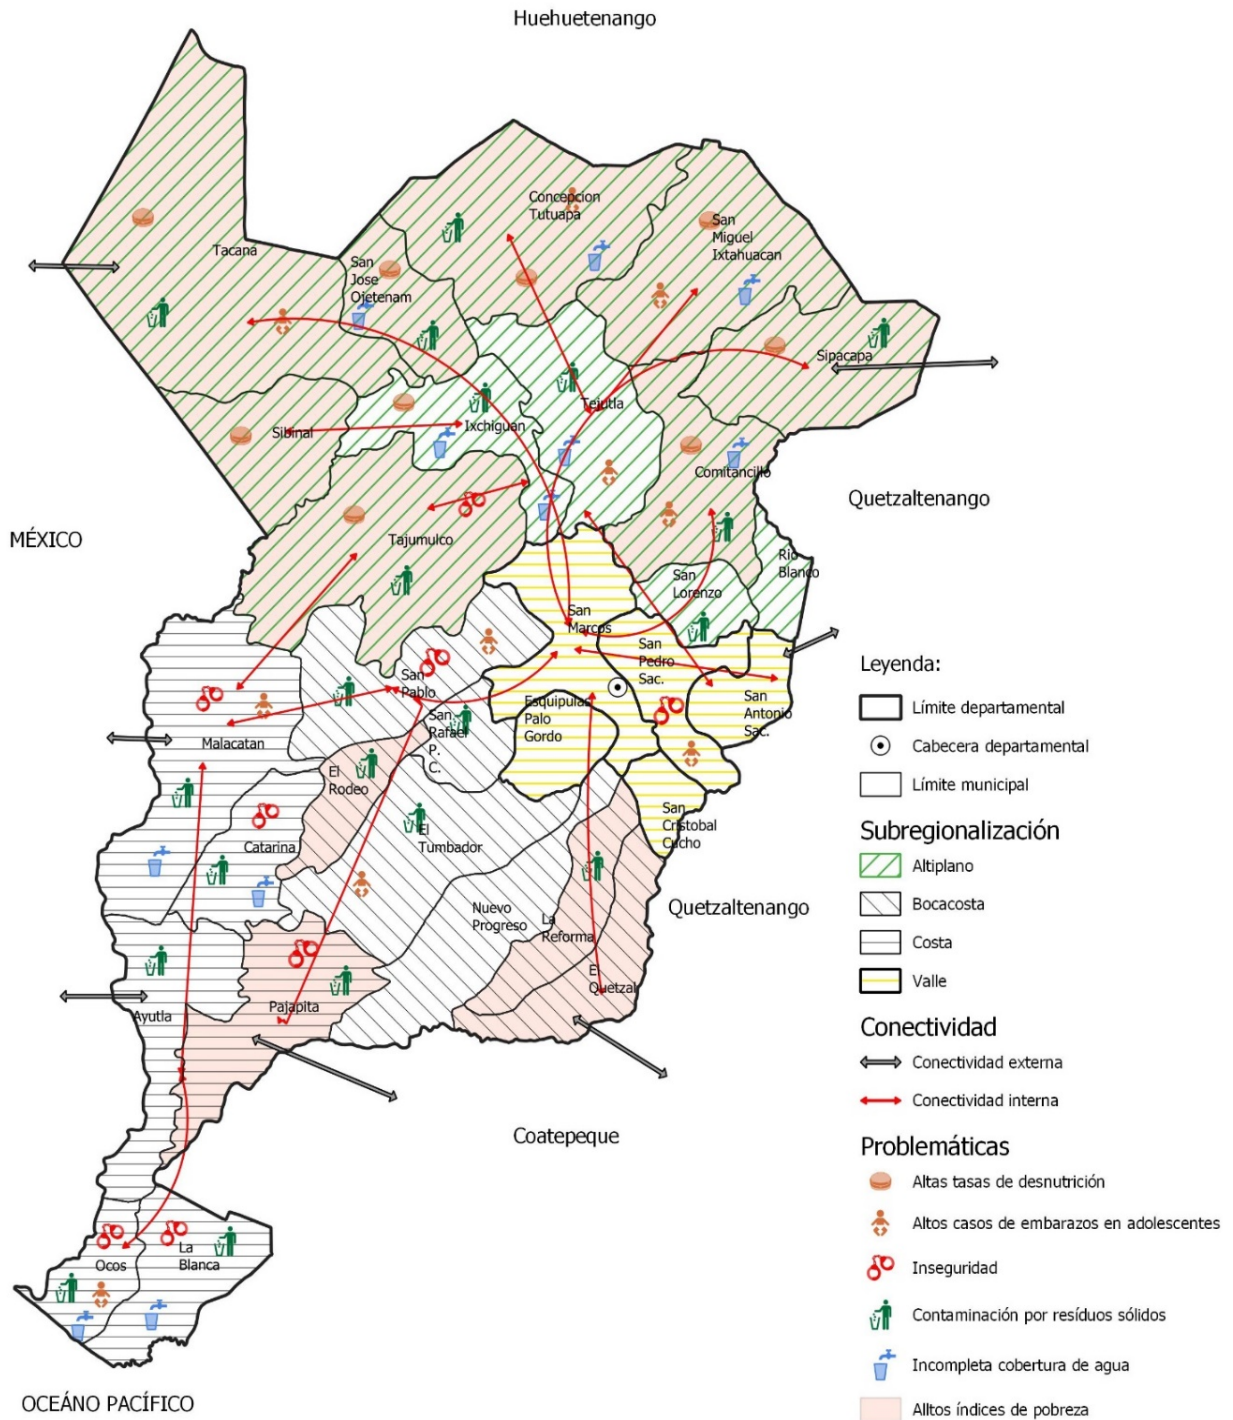 Huehuetenango
Concepcion
Tutuapa
San
Miguel
Ixtahuacan
Tacaná
San
Jose
Ojetenam
Sipacapa
Tejutla
Sibinal
Ixchiguan
Comitancillo
Quetzaltenango
MÉXICO
Tajumulco
Rio
Blanco
San
Lorenzo
San
Marcos
San
Pedro
Sac.
San
Pablo
San
Antonio
Sac.
Esquipulas
Palo
Gordo
San
Rafael
P.
C.
Malacatan
El
Rodeo
San
Cristobal
Cucho
El
Tumbador
Catarina
Quetzaltenango
Nuevo
Progreso
La
Reforma
El
Quetzal
Pajapita
Ayutla
Coatepeque
La
Blanca
Ocos
OCEÁNO PACÍFICO
Leyenda:
Límite departamental
Cabecera departamental
Límite municipal
Subregionalización
Altiplano
Bocacosta
Costa
Valle
Conectividad
Conectividad externa
Conectividad interna
Problemáticas
Altas tasas de desnutrición
Altos casos de embarazos en adolescentes
Inseguridad
Contaminación por resíduos sólidos
Incompleta cobertura de agua
Alltos índices de pobreza